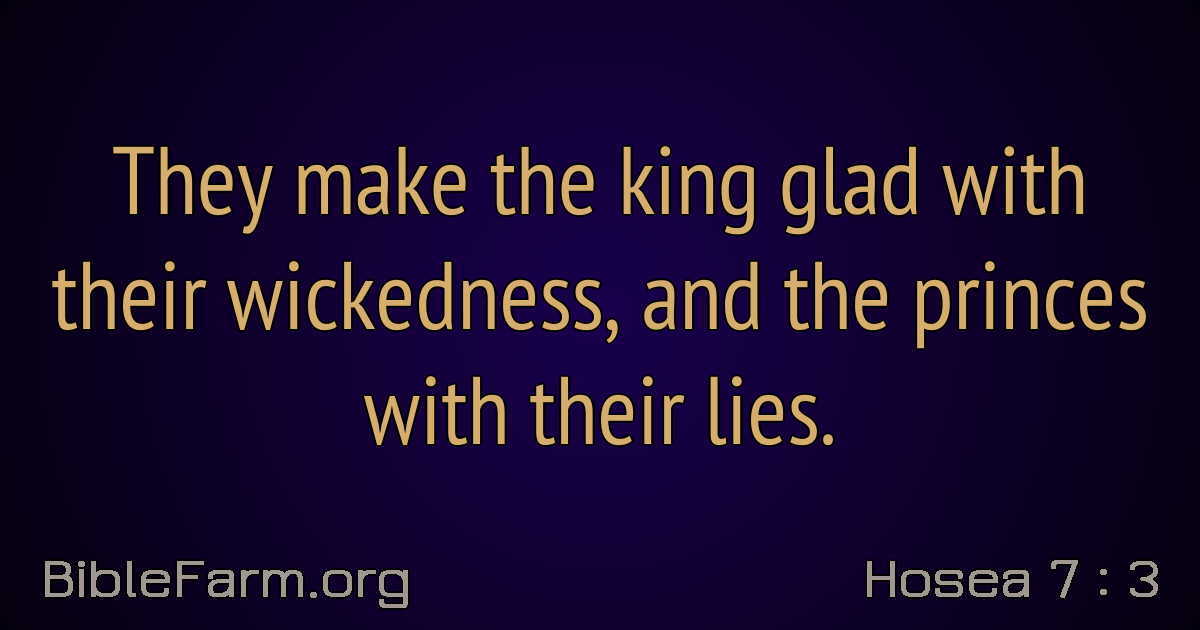 They make the king glad with
their wickedness, and the princes
with their lies.
BibleFarm.org
Hosea 7 : 3